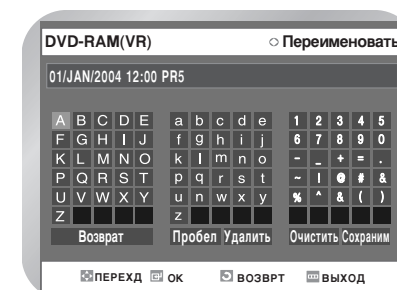 DVD-RAM(VR) Переименовать
01/JAN/2004 12:00 PR5
A B C D E a b c d e 1 2 3 4 5
F G H I J f g h i j 6 7 8 9 0
K L M N O k l m n o - _ + = .
P Q R S T p q r s t ~ ! @ # &
U V W X Y u n w x y % ^ & ( )
Z z
Возврат Пробел Удалить Очистить Сохраним
ПЕРЕХД ОК ВОЗВРТ ВЫХОД